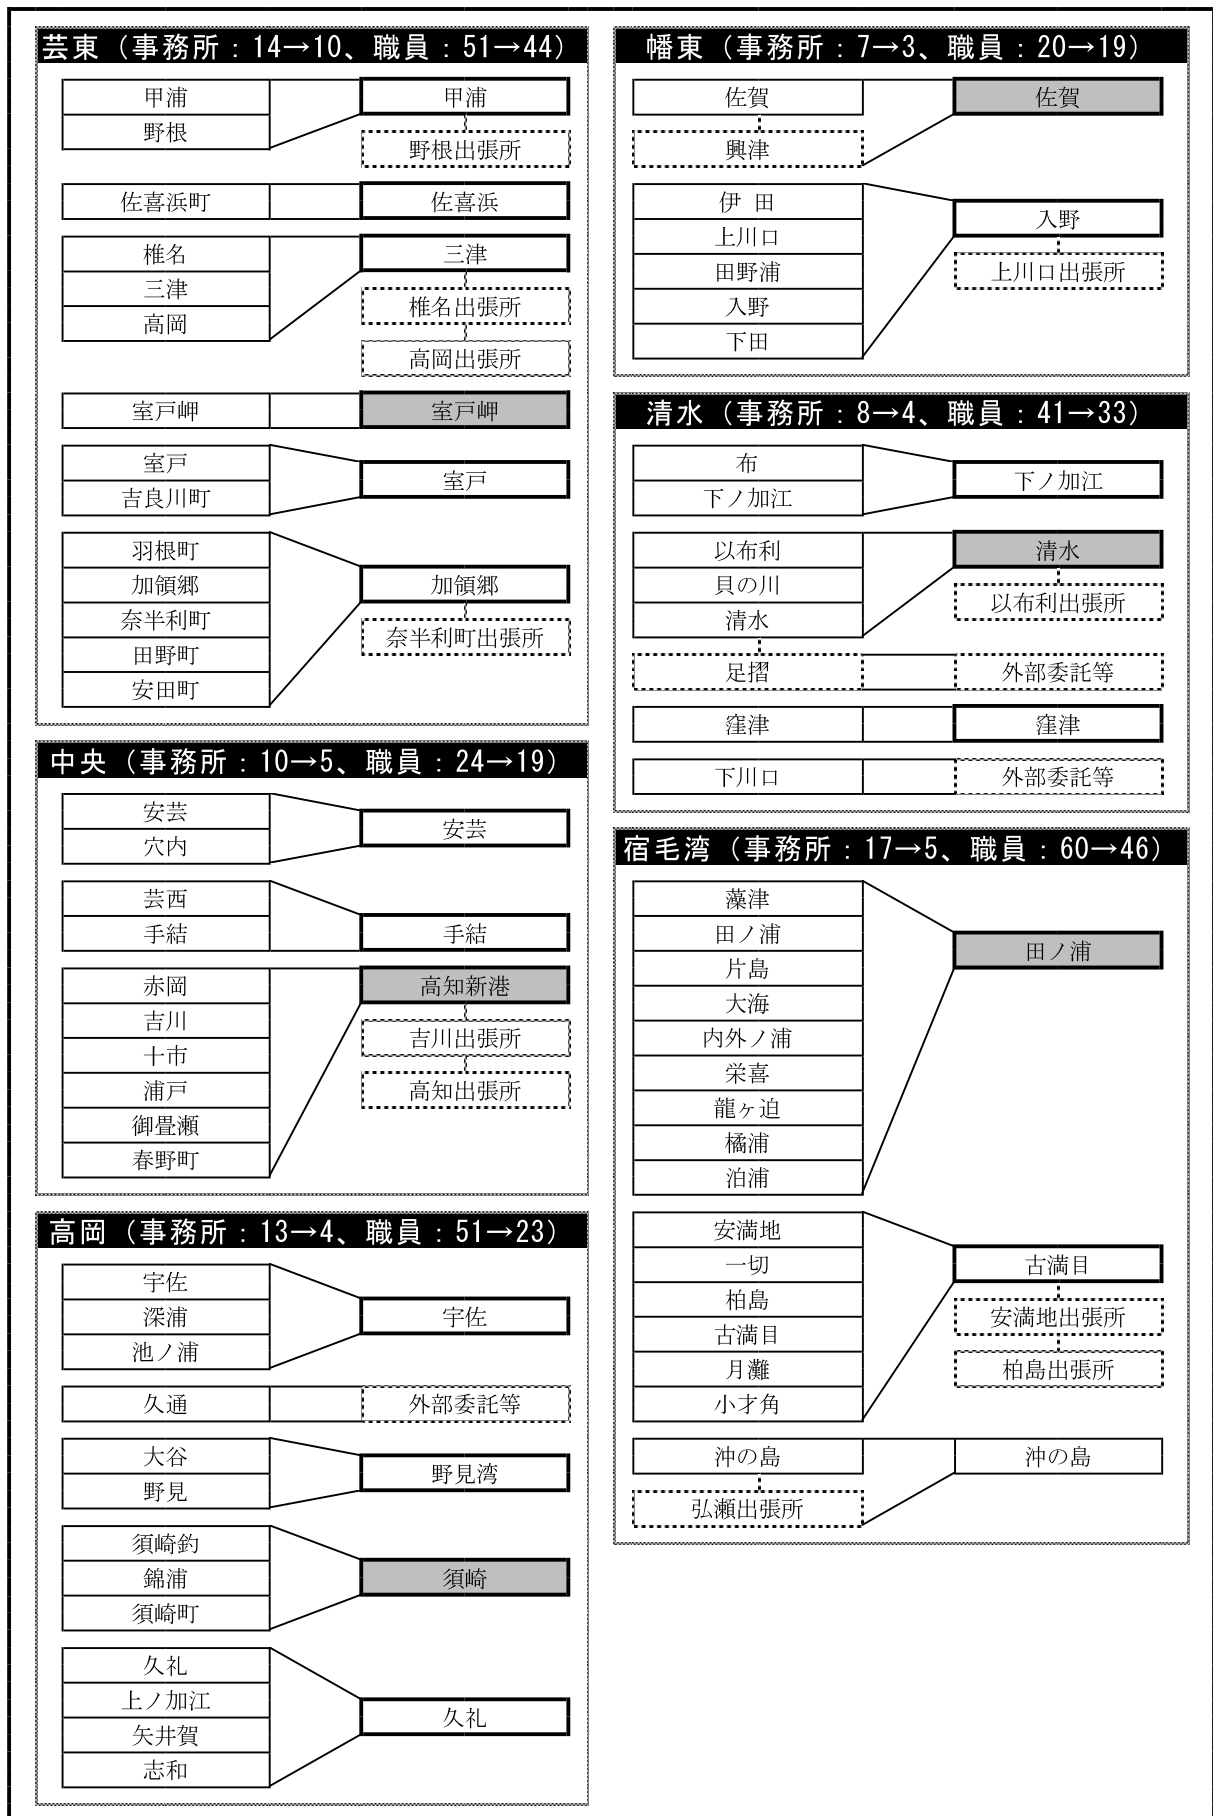 芸東（事務所：14→10、職員：51→44）
甲浦
野根
甲浦
野根出張所
佐喜浜町
佐喜浜
椎名
三津
高岡
三津
椎名出張所
高岡出張所
室戸岬
室戸岬
室戸
吉良川町
室戸
羽根町
加領郷
奈半利町
田野町
安田町
加領郷
奈半利町出張所
中央（事務所：10→5、職員：24→19）
安芸
穴内
安芸
芸西
手結
手結
赤岡
吉川
十市
浦戸
御畳瀬
春野町
高知新港
吉川出張所
高知出張所
高岡（事務所：13→4、職員：51→23）
宇佐
深浦
池ノ浦
宇佐
久通
外部委託等
大谷
野見
野見湾
須崎釣
錦浦
須崎町
須崎
久礼
上ノ加江
矢井賀
志和
久礼
幡東（事務所：7→3、職員：20→19）
佐賀
興津
佐賀
伊 田
上川口
田野浦
入野
下田
入野
上川口出張所
清水（事務所：8→4、職員：41→33）
布
下ノ加江
下ノ加江
以布利
貝の川
清水
足摺
清水
以布利出張所
外部委託等
窪津
窪津
下川口
外部委託等
宿毛湾（事務所：17→5、職員：60→46）
藻津
田ノ浦
片島
大海
内外ノ浦
栄喜
龍ヶ迫
橘浦
泊浦
田ノ浦
安満地
一切
柏島
古満目
月灘
小才角
古満目
安満地出張所
柏島出張所
沖の島
弘瀬出張所
沖の島